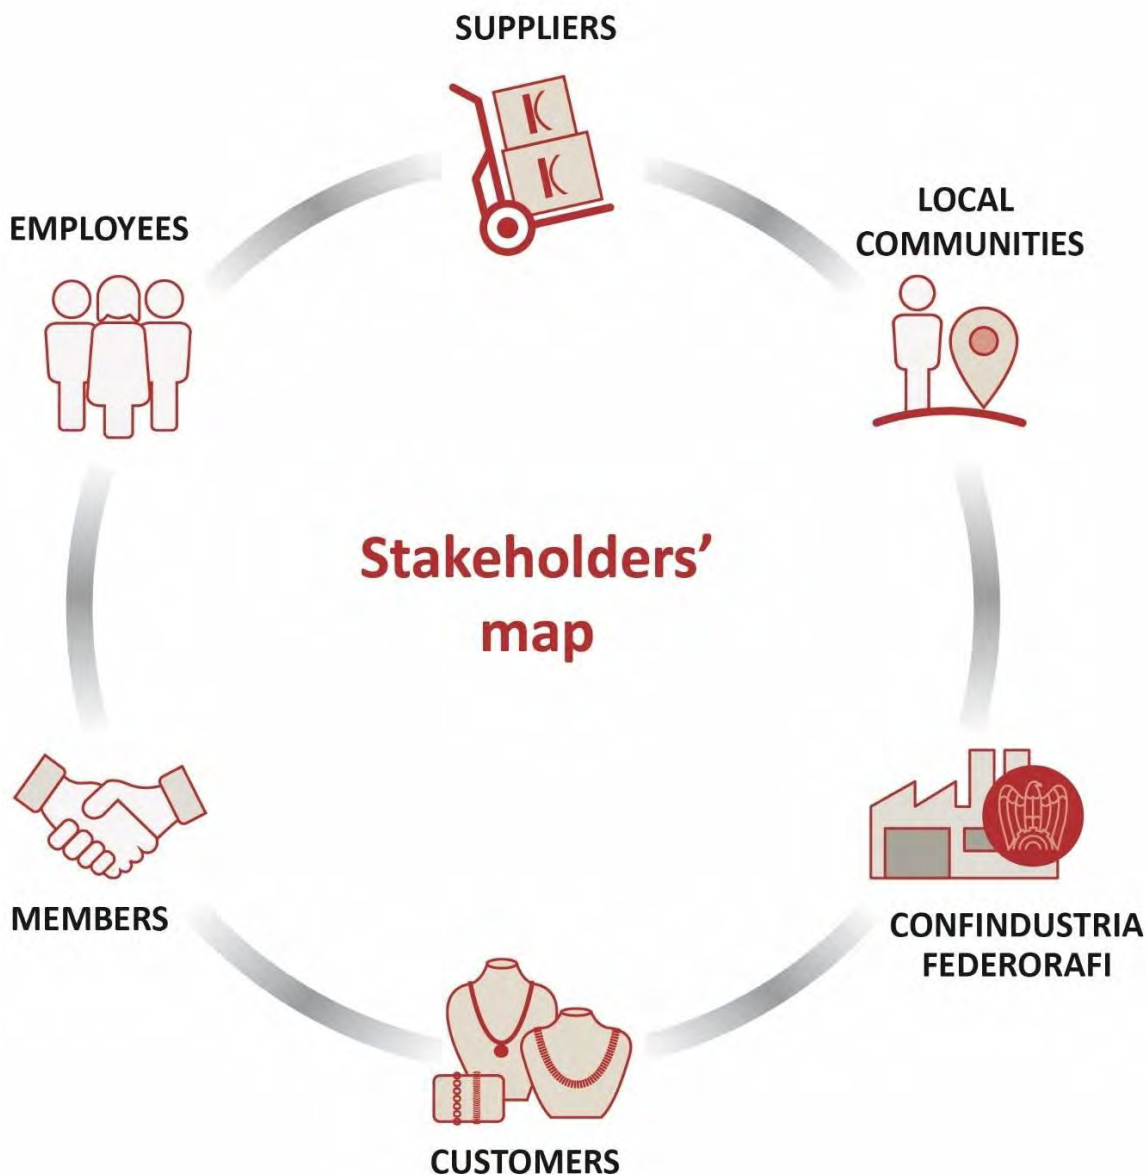 SUPPLIERS
EMPLOYEES
LOCAL
COMMUNITIES
Stakeholders’
map
MEMBERS
CONFINDUSTRIA
FEDERORAFI
CUSTOMERS